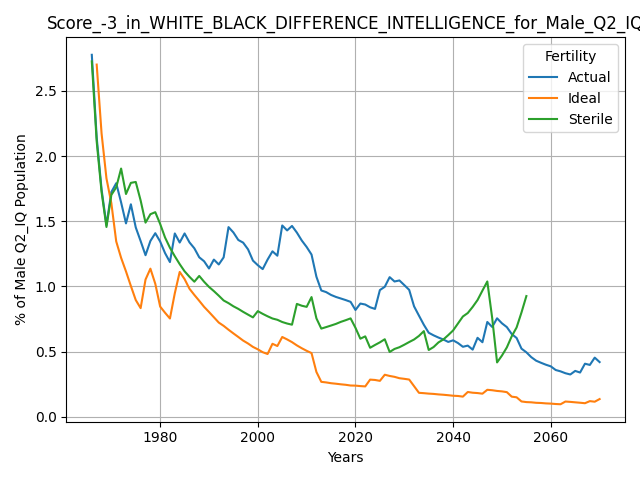 Score_-3_in_WHITE_BLACK_DIFFERENCE_INTELLIGENCE_for_Male_Q2_IQ
Fertility
Actual
Ideal
Sterile
% of Male Q2_IQ Population
2.5
2.0
1.5
1.0
0.5
0.0
1980 2000 2020 2040 2060
Years